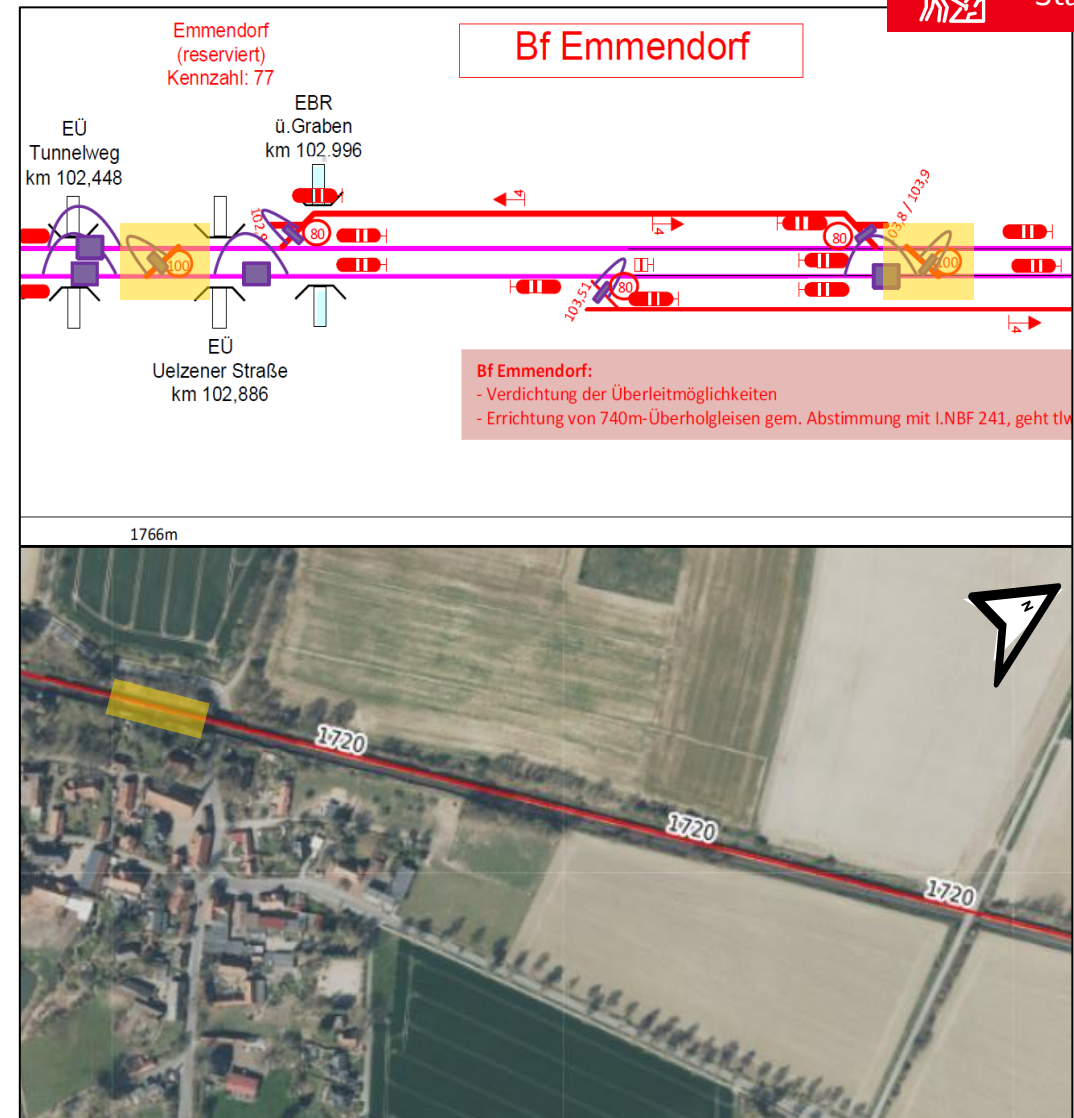 Sta
Emmendorf
(reserviert)
Kennzahl: 77
Bf Emmendorf
EÜ
Tunnelweg
km 102,448
EBR
ü.Graben
km 102.996
4
4
102,9
80
80
103,8 / 103,9
100
100
103,51
80
4
EÜ
Uelzener Straße
km 102,886
Bf Emmendorf:
- Verdichtung der Überleitmöglichkeiten
- Errichtung von 740m-Überholgleisen gem. Abstimmung mit I.NBF 241, geht tlw
1766m
N
1720
1720
1720